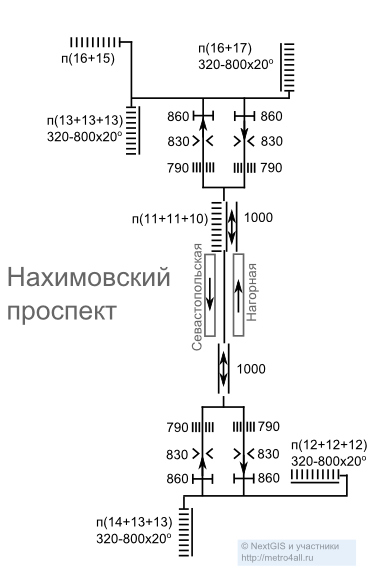 п(16+15)
п(16+17)
320-800x20°
п(13+13+13)
320-800x20°
860
860
830
830
790
790
п(11+11+10)
1000
Севастопольская
Нагорная
Нахимовский
проспект
1000
790
790
830
830
860
860
п(12+12+12)
320-800x20°
п(14+13+13)
320-800x20°
© NextGIS и участники
http://metro4all.ru